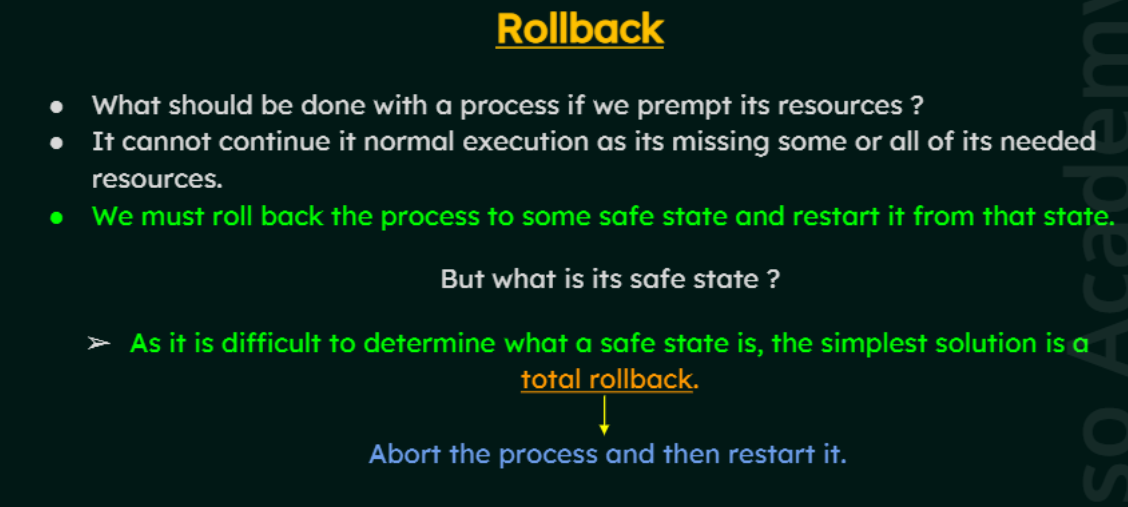 Rollback
● What should be done with a process if we prempt its resources ?
● It cannot continue it normal execution as its missing some or all of its needed
resources.
● We must roll back the process to some safe state and restart it from that state.
But what is its safe state ?
➢ As it is difficult to determine what a safe state is, the simplest solution is a
total rollback.
Abort the process and then restart it.
so Academy